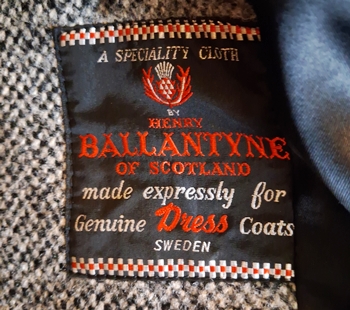 A SPECIALITY CLOTH
BY
HENRY
BALLANTYNE
OF SCOTLAND
made expressly for
Genuine Dress Coats
SWEDEN